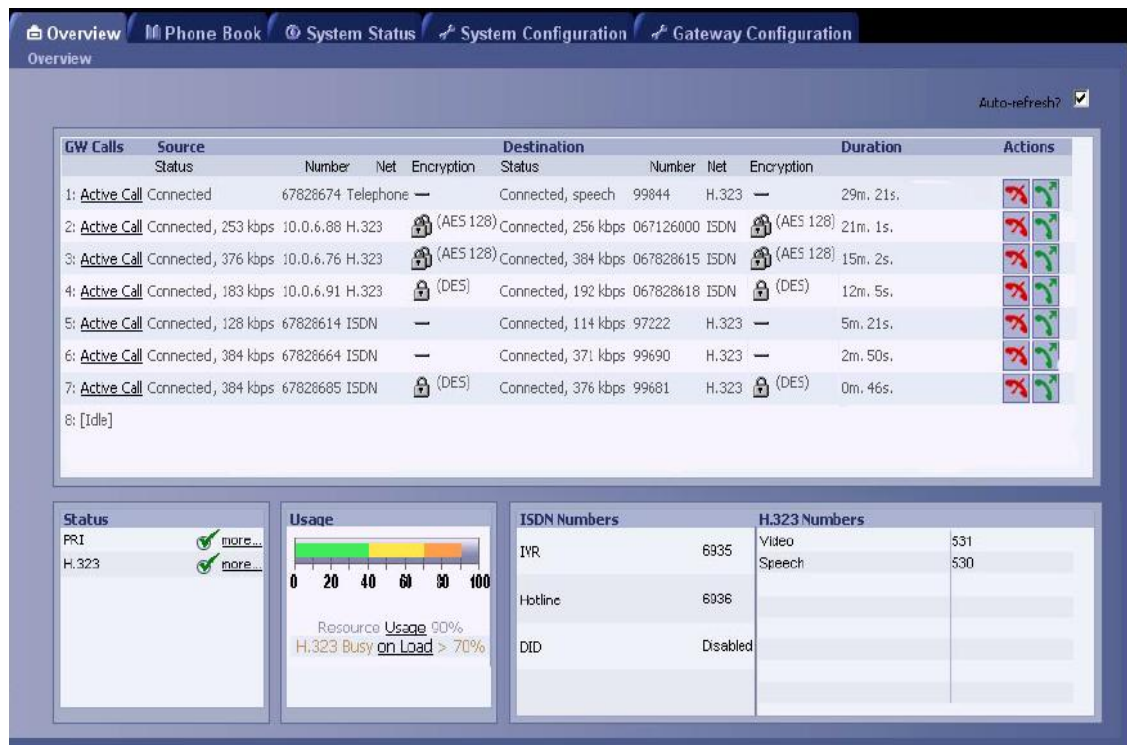 Overview Phone Book System Status System Configuration Gateway Configuration
Overview
Auto-refresh?
GW Calls Source Destination Duration Actions
Status Number Net Encryption Status Number Net Encryption
1: Active Call Connected 67828674 Telephone — Connected, speech 99844 H.323 — 29m. 21s.
2: Active Call Connected, 253 kbps 10.0.6.88 H.323 (AES 128) Connected, 256 kbps 067126000 ISDN (AES 128) 21m. 1s.
3: Active Call Connected, 376 kbps 10.0.6.76 H.323 (AES 128) Connected, 384 kbps 067828615 ISDN (AES 128) 15m. 2s.
4: Active Call Connected, 183 kbps 10.0.6.91 H.323 (DES) Connected, 192 kbps 067828618 ISDN (DES) 12m. 5s.
5: Active Call Connected, 128 kbps 67828614 ISDN — Connected, 114 kbps 97222 H.323 — 5m. 21s.
6: Active Call Connected, 384 kbps 67828664 ISDN — Connected, 371 kbps 99690 H.323 — 2m. 50s.
7: Active Call Connected, 384 kbps 67828685 ISDN (DES) Connected, 376 kbps 99681 H.323 (DES) 0m. 46s.
8: [Idle]
Status
PRI more...
H.323 more...
Usage
0 20 40 60 80 100
Resource Usage 90%
H.323 Busy on Load > 70%
ISDN Numbers
IVR 6935
Hotline 6936
DID Disabled
H.323 Numbers
Video 531
Speech 530